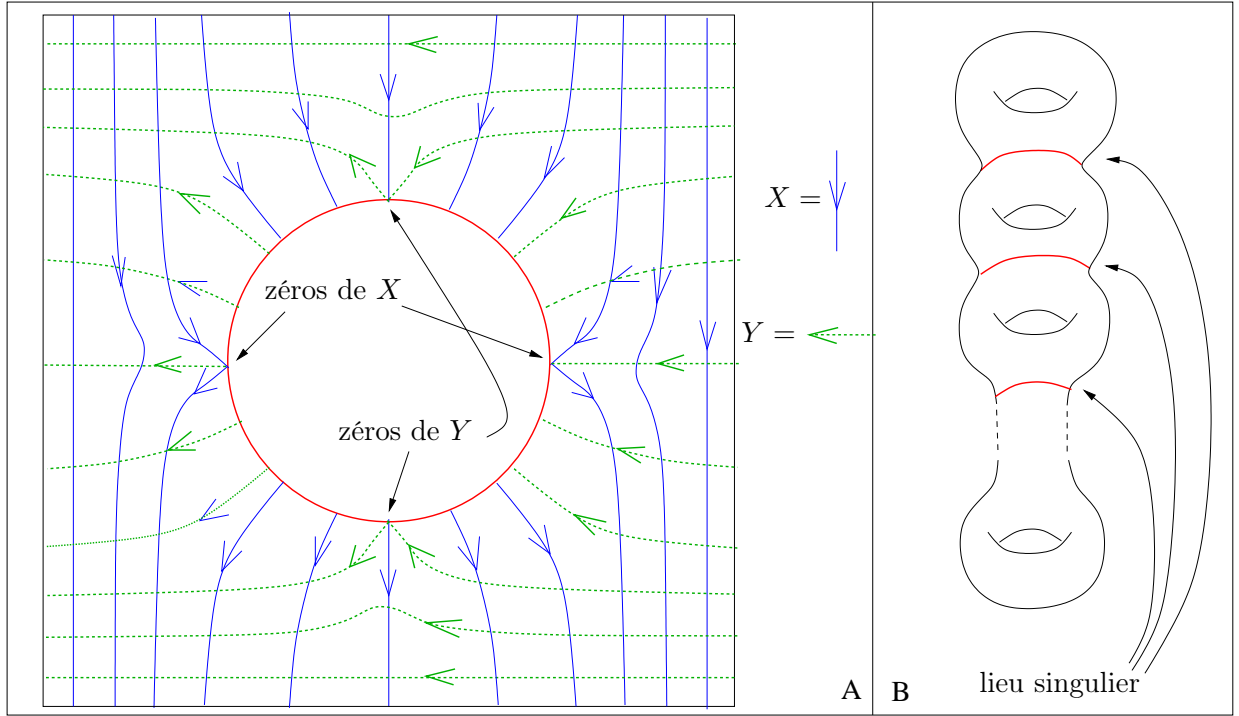 X =
zéros de X
Y =
zéros de Y
lieu singulier
A
B